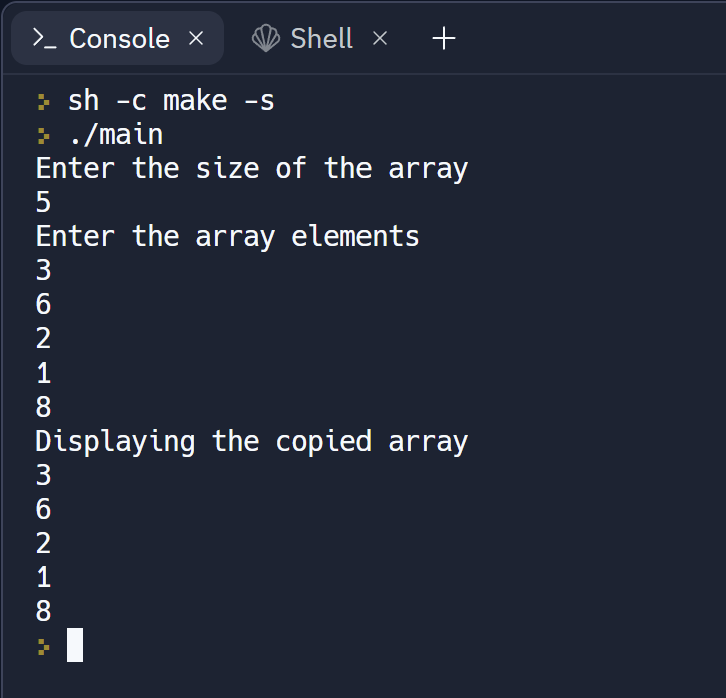 Console
Shell
sh -c make -s
./main
Enter the size of the array
5
Enter the array elements
3
6
2
1
8
Displaying the copied array
3
6
2
1
8